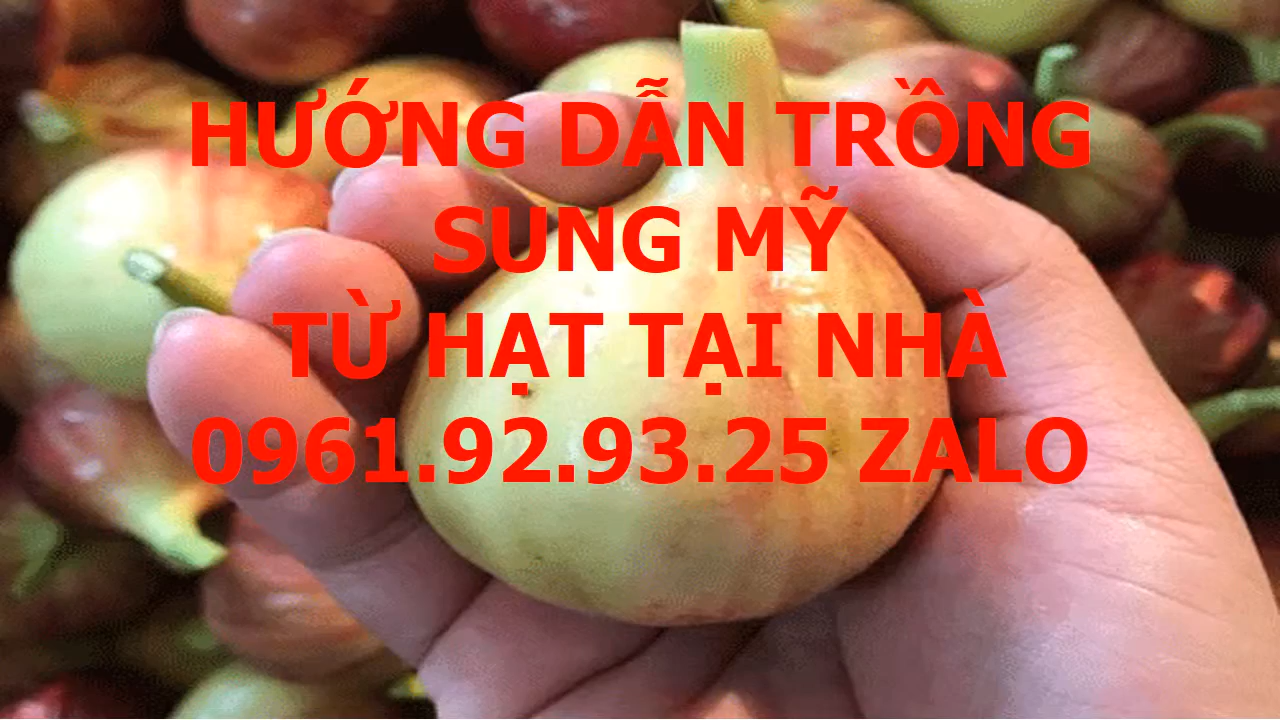 HƯỚNG DẪN TRỒNG
SUNG MỸ
TỪ HẠT TẠI NHÀ
0961.92.93.25 ZALO